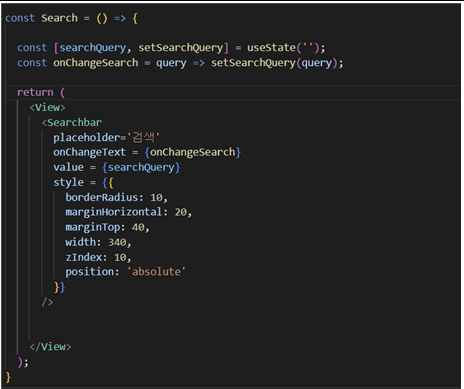 const Search = () => {
const [searchQuery, setSearchQuery] = useState('');
const onChangeSearch = query => setSearchQuery(query);
return (
<View>
<Searchbar
placeholder='검색'
onChangeText = {onChangeSearch}
value = {searchQuery}
style = {{
borderRadius: 10,
marginHorizontal: 20,
marginTop: 40,
width: 340,
zIndex: 10,
position: 'absolute'
}}
/>
</View>
);
}